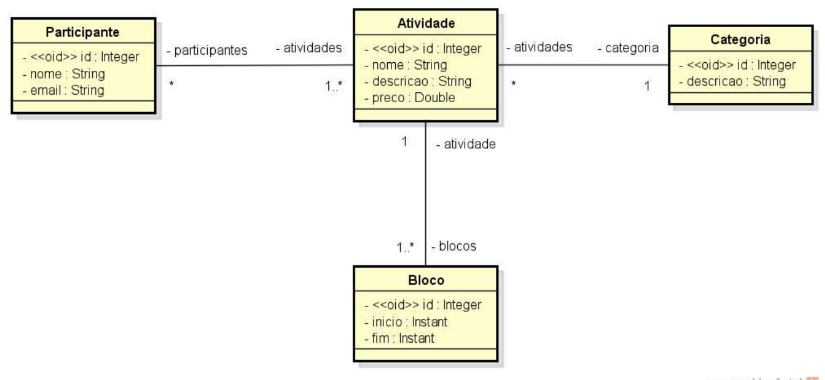 Participante
- <<oid>> id : Integer
- nome : String
- email : String
- participantes
*
- atividades
1..*
Atividade
- <<oid>> id : Integer
- nome : String
- descricao : String
- preco : Double
- atividades
*
- categoria
1
Categoria
- <<oid>> id : Integer
- descricao : String
1
- atividade
1..*
- blocos
Bloco
- <<oid>> id : Integer
- inicio : Instant
- fim : Instant